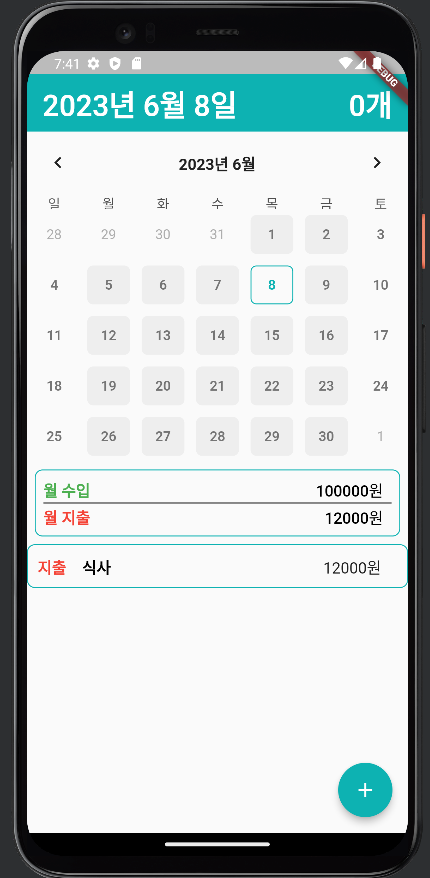 7:41
DEBUG
2023년 6월 8일 0개
2023년 6월
일 월 화 수 목 금 토
28 29 30 31 1 2 3
4 5 6 7 8 9 10
11 12 13 14 15 16 17
18 19 20 21 22 23 24
25 26 27 28 29 30 1
월 수입 100000원
월 지출 12000원
지출 식사 12000원
+